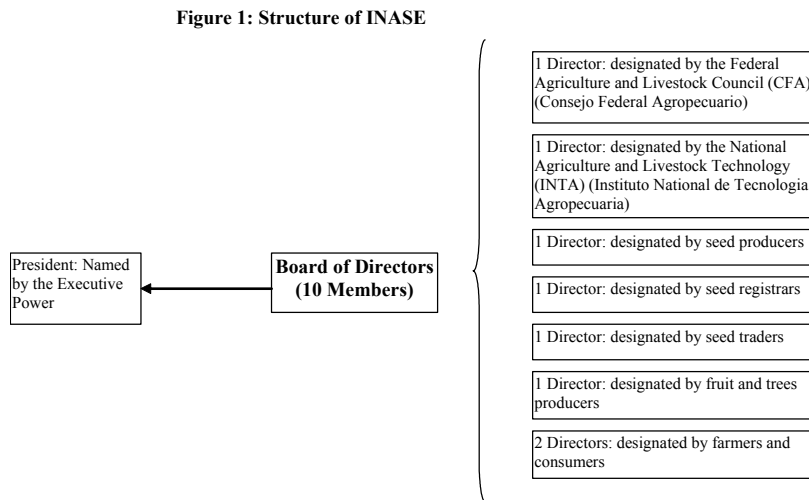 Figure 1: Structure of INASE
1 Director: designated by the Federal
Agriculture and Livestock Council (CFA)
(Consejo Federal Agropecuario)
1 Director: designated by the National
Agriculture and Livestock Technology
(INTA) (Instituto National de Tecnologia
Agropecuaria)
President: Named
by the Executive
Power
Board of Directors
(10 Members)
1 Director: designated by seed producers
1 Director: designated by seed registrars
1 Director: designated by seed traders
1 Director: designated by fruit and trees
producers
2 Directors: designated by farmers and
consumers